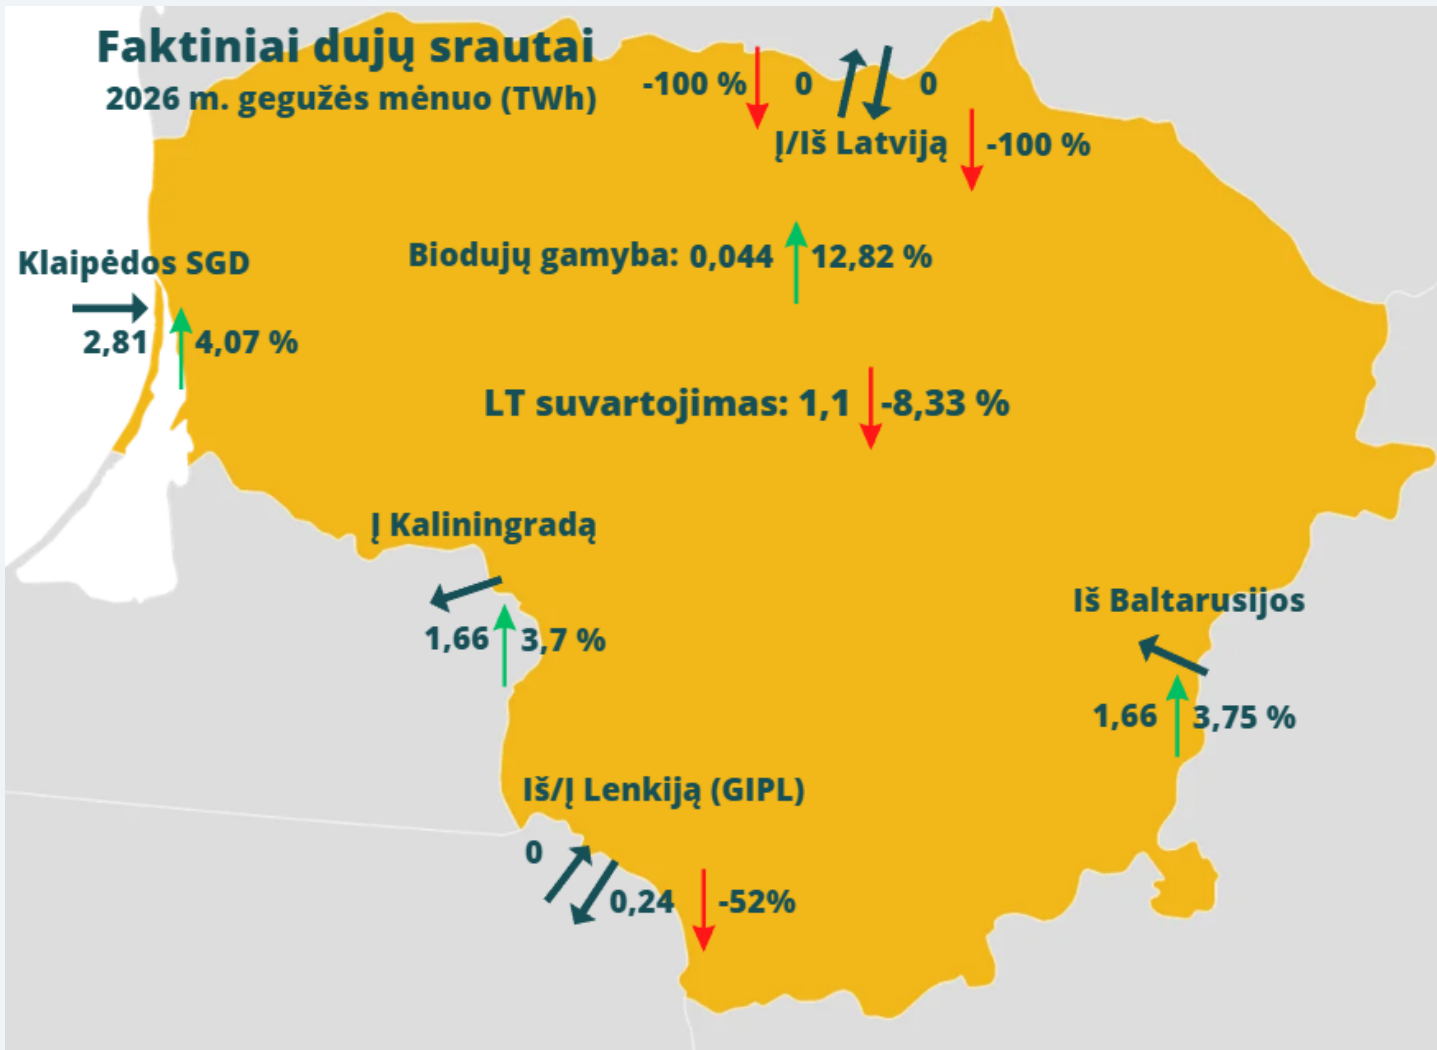 Faktiniai dujų srautai
2026 m. gegužės mėnuo (TWh)
-100 %
0
0
Į/Iš Latviją
-100 %
Biodujų gamyba: 0,044
12,82 %
Klaipėdos SGD
2,81
4,07 %
LT suvartojimas: 1,1
-8,33 %
Į Kaliningradą
1,66
3,7 %
Iš Baltarusijos
1,66
3,75 %
Iš/Į Lenkiją (GIPL)
0
0,24
-52%